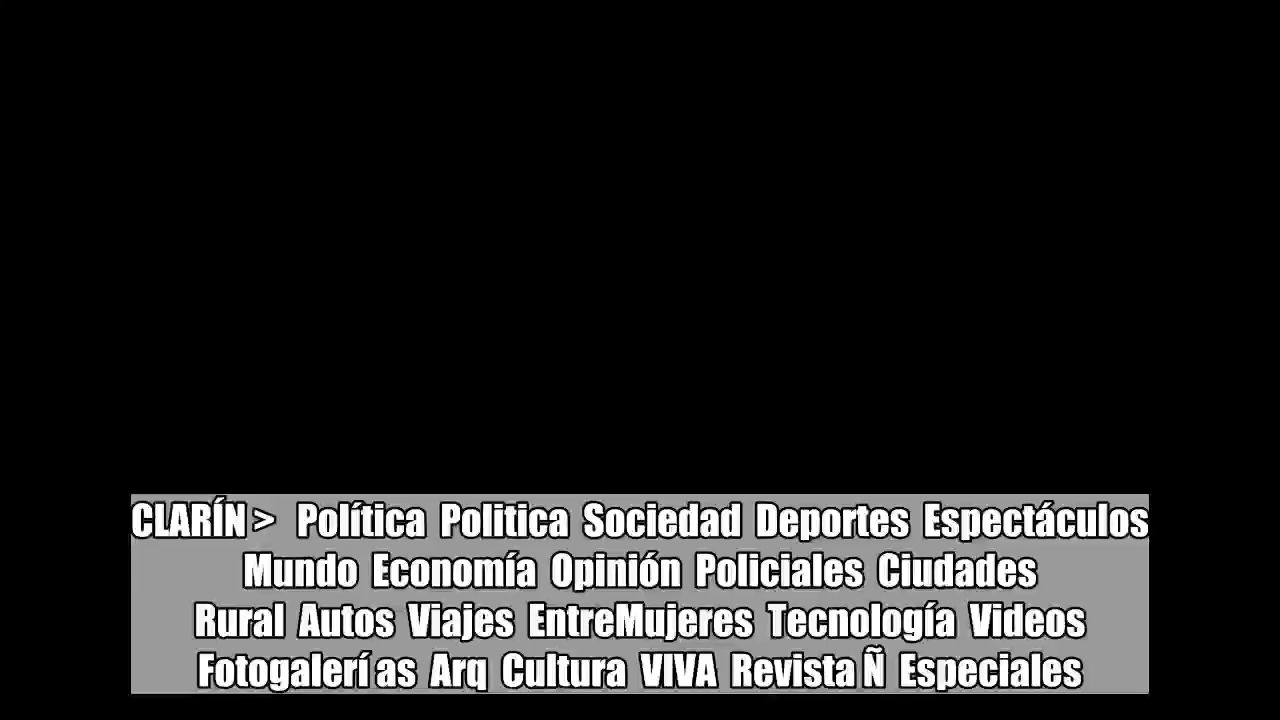 CLARÍN > Política Politica Sociedad Deportes Espectáculos
Mundo Economía Opinión Policiales Ciudades
Rural Autos Viajes EntreMujeres Tecnología Videos
Fotogalerí as Arq Cultura VIVA Revista Ñ Especiales